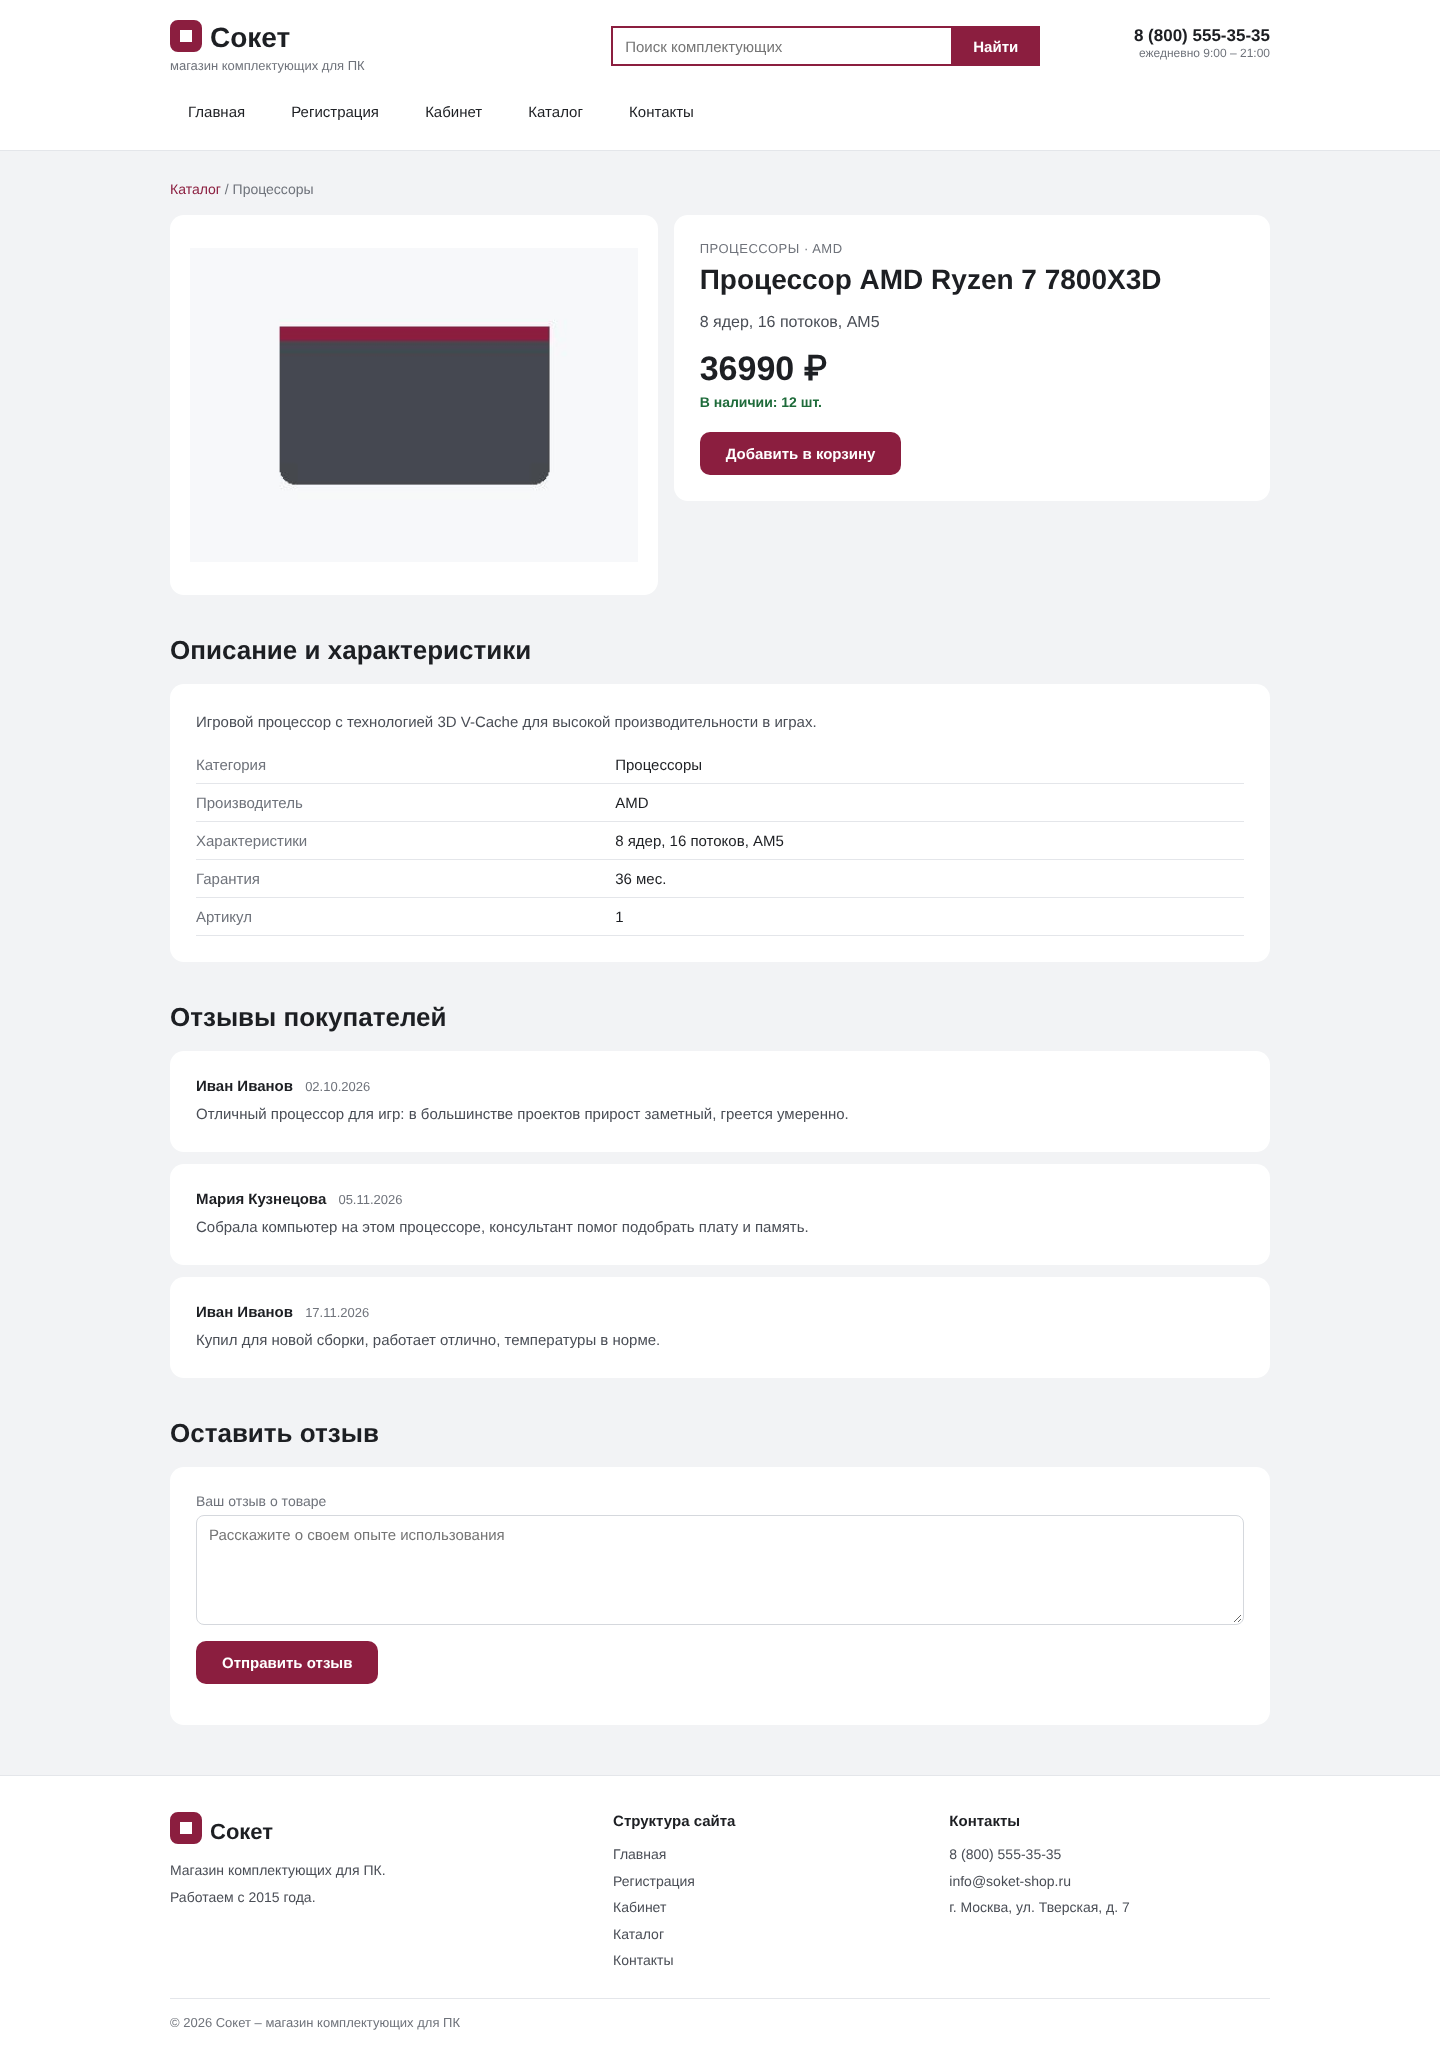 Сокет
магазин комплектующих для ПК
Поиск комплектующих
Найти
8 (800) 555-35-35
ежедневно 9:00 – 21:00
Главная
Регистрация
Кабинет
Каталог
Контакты
Каталог / Процессоры
ПРОЦЕССОРЫ · AMD
Процессор AMD Ryzen 7 7800X3D
8 ядер, 16 потоков, AM5
36990 ₽
В наличии: 12 шт.
Добавить в корзину
Описание и характеристики
Игровой процессор с технологией 3D V-Cache для высокой производительности в играх.
Категория Процессоры
Производитель AMD
Характеристики 8 ядер, 16 потоков, AM5
Гарантия 36 мес.
Артикул 1
Отзывы покупателей
Иван Иванов 02.10.2026
Отличный процессор для игр: в большинстве проектов прирост заметный, греется умеренно.
Мария Кузнецова 05.11.2026
Собрала компьютер на этом процессоре, консультант помог подобрать плату и память.
Иван Иванов 17.11.2026
Купил для новой сборки, работает отлично, температуры в норме.
Оставить отзыв
Ваш отзыв о товаре
Расскажите о своем опыте использования
Отправить отзыв
Сокет
Магазин комплектующих для ПК.
Работаем с 2015 года.
Структура сайта
Главная
Регистрация
Кабинет
Каталог
Контакты
Контакты
8 (800) 555-35-35
info@soket-shop.ru
г. Москва, ул. Тверская, д. 7
© 2026 Сокет – магазин комплектующих для ПК